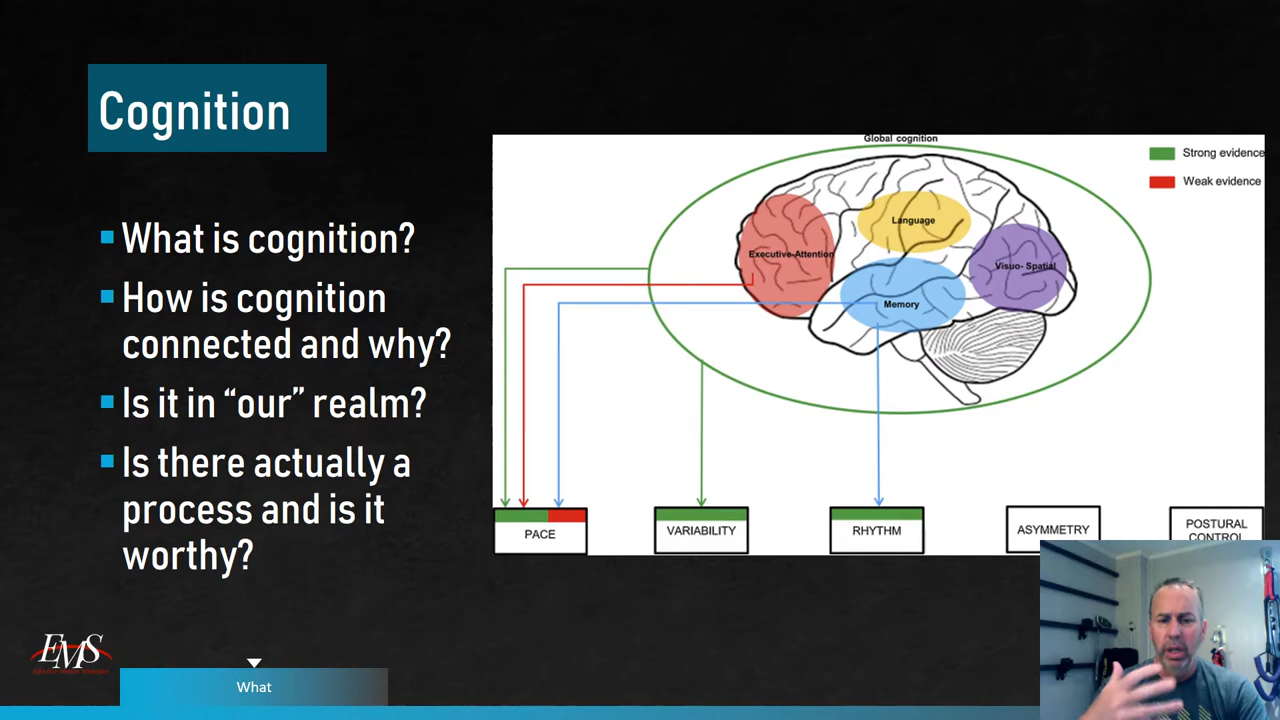 Cognition
What is cognition?
How is cognition
connected and why?
Is it in “our” realm?
Is there actually a
process and is it
worthy?
Global cognition
Strong evidence
Weak evidence
Language
Executive-Attention
Visuo- Spatial
Memory
PACE
VARIABILITY
RHYTHM
ASYMMETRY
POSTURAL
CONTROL
EMS
What